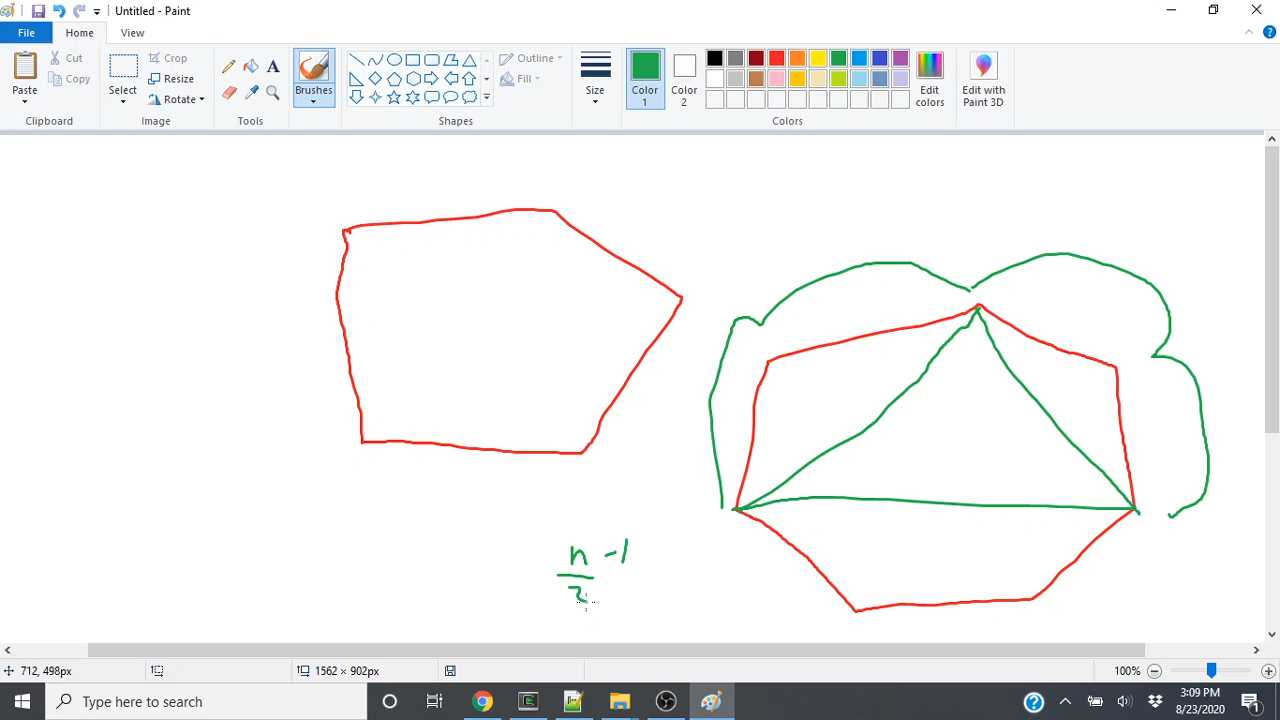 Untitled - Paint
File Home View
Paste
Cut
Copy
Clipboard
Select
Crop
Resize
Rotate
Image
A
Tools
Brushes
Shapes
Outline
Fill
Size
Color 1
Color 2
Edit colors
Colors
Edit with Paint 3D
n - 1
2
712, 498px
1562 × 902px
100%
Type here to search
3:09 PM
8/23/2020
1